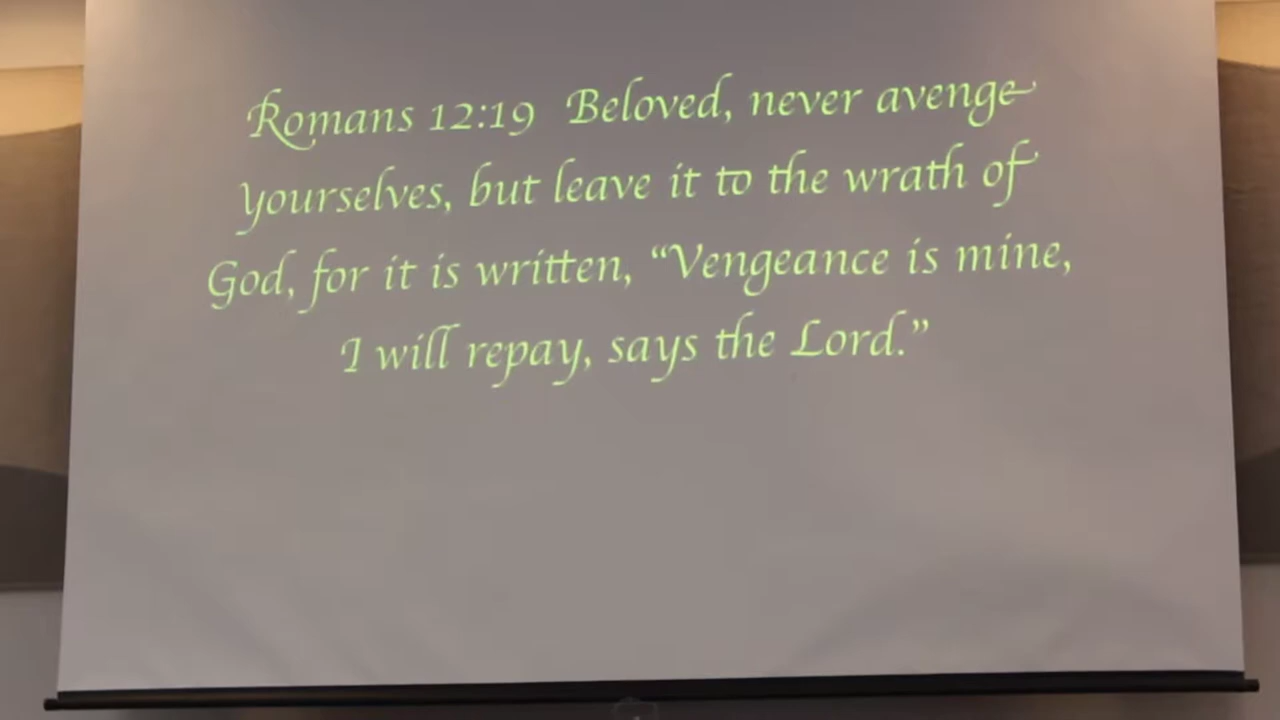 Romans 12:19 Beloved, never avenge
yourselves, but leave it to the wrath of
God, for it is written, “Vengeance is mine,
I will repay, says the Lord.”